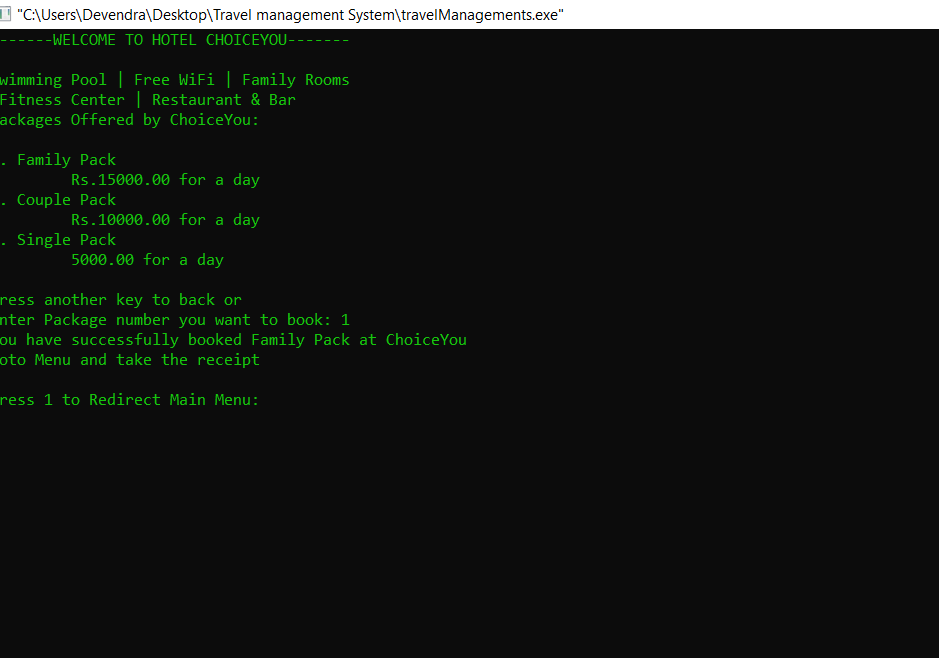 "C:\Users\Devendra\Desktop\Travel management System\travelManagements.exe"
------WELCOME TO HOTEL CHOICEYOU-------
wimming Pool | Free WiFi | Family Rooms
Fitness Center | Restaurant & Bar
ackages Offered by ChoiceYou:
. Family Pack
Rs.15000.00 for a day
. Couple Pack
Rs.10000.00 for a day
. Single Pack
5000.00 for a day
ress another key to back or
nter Package number you want to book: 1
ou have successfully booked Family Pack at ChoiceYou
oto Menu and take the receipt
ress 1 to Redirect Main Menu: